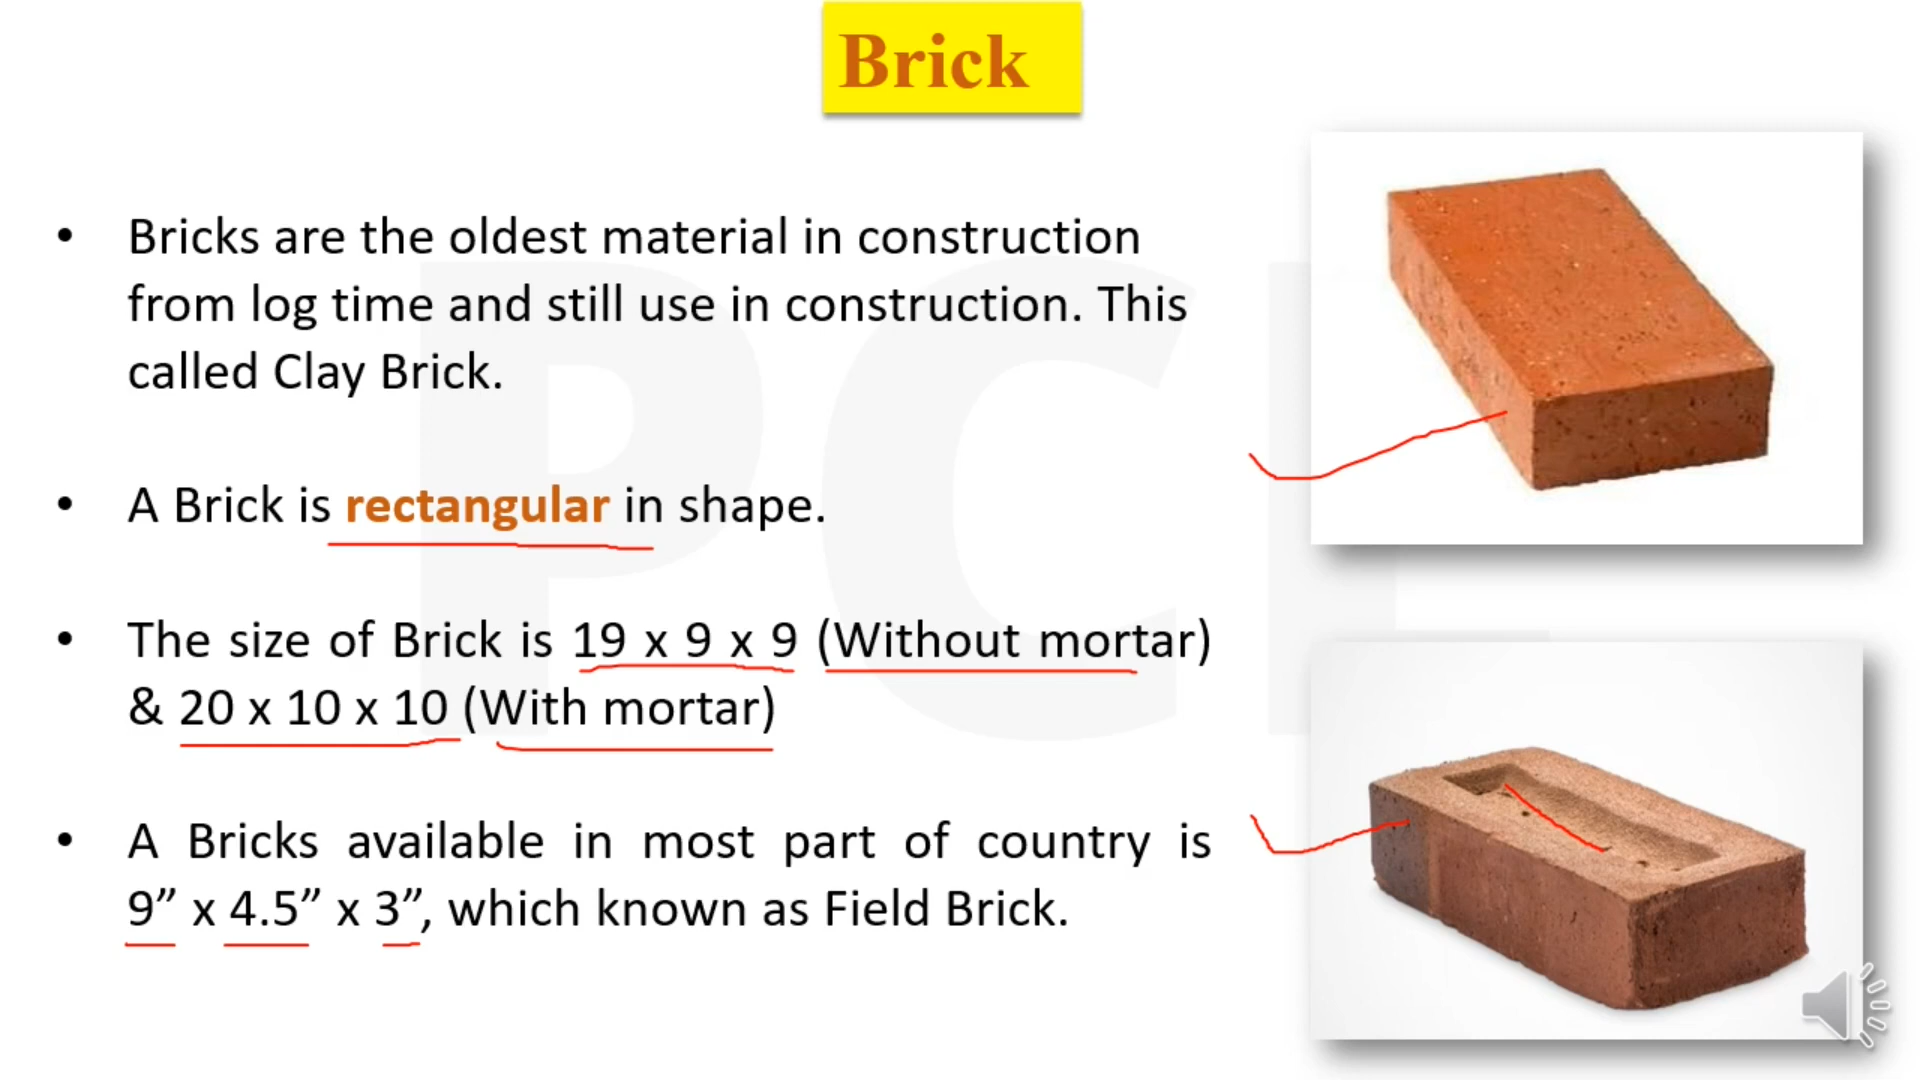 Brick
• Bricks are the oldest material in construction
from log time and still use in construction. This
called Clay Brick.
• A Brick is rectangular in shape.
• The size of Brick is 19 x 9 x 9 (Without mortar)
& 20 x 10 x 10 (With mortar)
• A Bricks available in most part of country is
9” x 4.5” x 3”, which known as Field Brick.